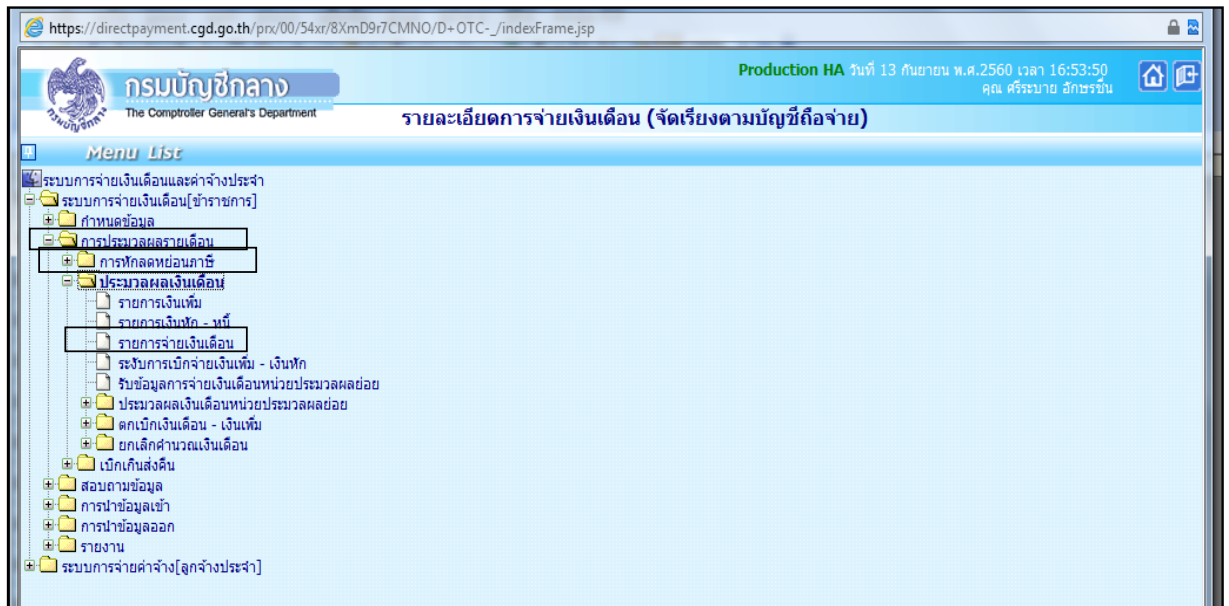 https://directpayment.cgd.go.th/prx/00/54xr/8XmD9r7CMNO/D+OTC-_/indexFrame.jsp
กรมบัญชีกลาง
The Comptroller General's Department
Production HA วันที่ 13 กันยายน พ.ศ.2560 เวลา 16:53:50
คุณ ศรีระบาย อักษรชื่น
รายละเอียดการจ่ายเงินเดือน (จัดเรียงตามบัญชีถือจ่าย)
Menu List
ระบบการจ่ายเงินเดือนและค่าจ้างประจำ
ระบบการจ่ายเงินเดือน[ข้าราชการ]
กำหนดข้อมูล
การประมวลผลรายเดือน
การหักลดหย่อนภาษี
ประมวลผลเงินเดือน
รายการเงินเพิ่ม
รายการเงินหัก - หนี้
รายการจ่ายเงินเดือน
ระงับการเบิกจ่ายเงินเพิ่ม - เงินหัก
รับข้อมูลการจ่ายเงินเดือนหน่วยประมวลผลย่อย
ประมวลผลเงินเดือนหน่วยประมวลผลย่อย
ตกเบิกเงินเดือน - เงินเพิ่ม
ยกเลิกคำนวณเงินเดือน
เบิกเกินส่งคืน
สอบถามข้อมูล
การนำข้อมูลเข้า
การนำข้อมูลออก
รายงาน
ระบบการจ่ายค่าจ้าง[ลูกจ้างประจำ]